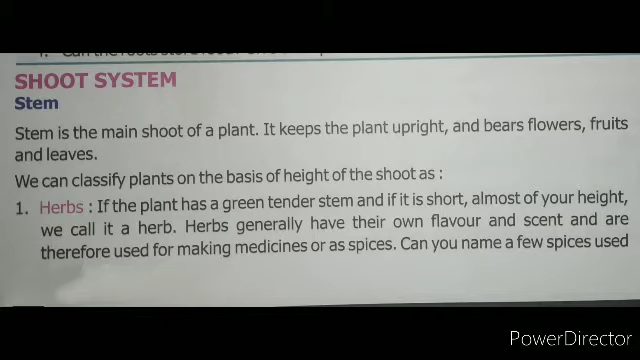 SHOOT SYSTEM
Stem
Stem is the main shoot of a plant. It keeps the plant upright, and bears flowers, fruits
and leaves.
We can classify plants on the basis of height of the shoot as :
1. Herbs : If the plant has a green tender stem and if it is short, almost of your height,
we call it a herb. Herbs generally have their own flavour and scent and are
therefore used for making medicines or as spices. Can you name a few spices used
PowerDirector